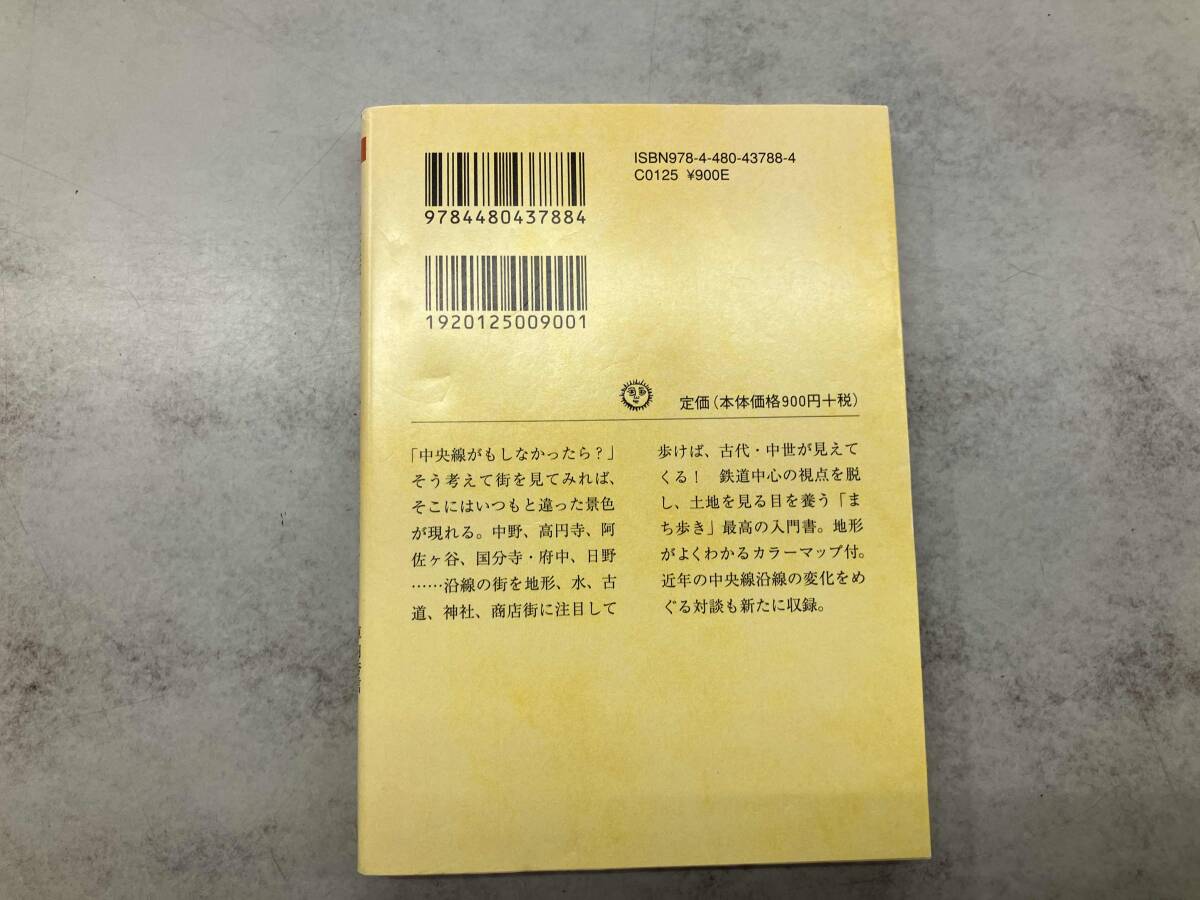 ISBN978-4-480-43788-4
C0125 ¥900E
9784480437884
1920125009001
定価(本体価格900円+税)
「中央線がもしなかったら?」
そう考えて街を見てみれば、
そこにはいつもと違った景色
が現れる。中野、高円寺、阿
佐ヶ谷、国分寺・府中、日野
……沿線の街を地形、水、古
道、神社、商店街に注目して
歩けば、古代・中世が見えて
くる! 鉄道中心の視点を脱
し、土地を見る目を養う「ま
ち歩き」最高の入門書。地形
がよくわかるカラーマップ付。
近年の中央線沿線の変化をめ
ぐる対談も新たに収録。